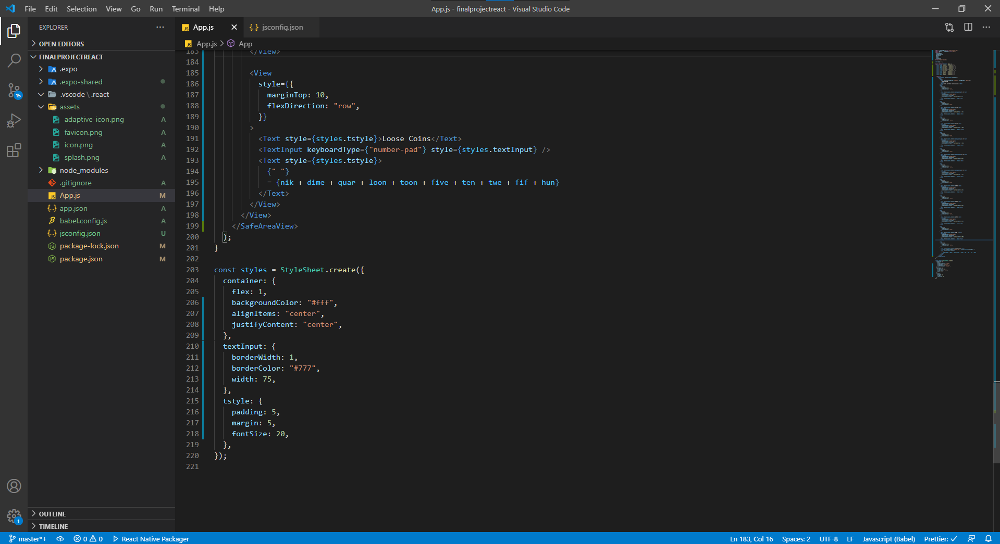 File Edit Selection View Go Run Terminal Help
App.js - finalprojectreact - Visual Studio Code
EXPLORER
OPEN EDITORS
FINALPROJECTREACT
.expo
.expo-shared
.vscode \ .react
assets
adaptive-icon.png A
favicon.png A
icon.png A
splash.png A
node_modules
.gitignore A
App.js M
app.json A
babel.config.js A
jsconfig.json U
package-lock.json M
package.json M
OUTLINE
TIMELINE
15
1
App.js
jsconfig.json
App.js > App
183 </View>
184
185 <View
186 style={{
187 marginTop: 10,
188 flexDirection: "row",
189 }}
190 >
191 <Text style={styles.tstyle}>Loose Coins</Text>
192 <TextInput keyboardType={"number-pad"} style={styles.textInput} />
193 <Text style={styles.tstyle}>
194 {" "}
195 = {nik + dime + quar + loon + toon + five + ten + twe + fif + hun}
196 </Text>
197 </View>
198 </View>
199 </SafeAreaView>
200 );
201 }
202
203 const styles = StyleSheet.create({
204 container: {
205 flex: 1,
206 backgroundColor: "#fff",
207 alignItems: "center",
208 justifyContent: "center",
209 },
210 textInput: {
211 borderWidth: 1,
212 borderColor: "#777",
213 width: 75,
214 },
215 tstyle: {
216 padding: 5,
217 margin: 5,
218 fontSize: 20,
219 },
220 });
221
master*+ 0 0 React Native Packager
Ln 183, Col 16 Spaces: 2 UTF-8 LF Javascript (Babel) Prettier: ✓